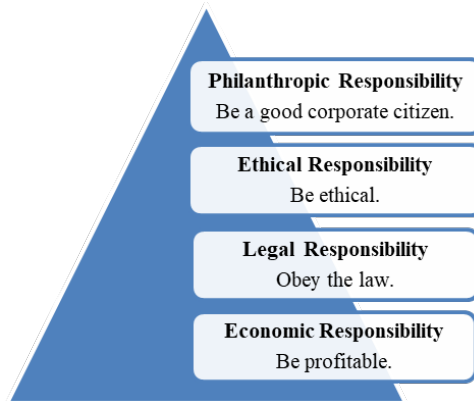 Philanthropic Responsibility
Be a good corporate citizen.
Ethical Responsibility
Be ethical.
Legal Responsibility
Obey the law.
Economic Responsibility
Be profitable.